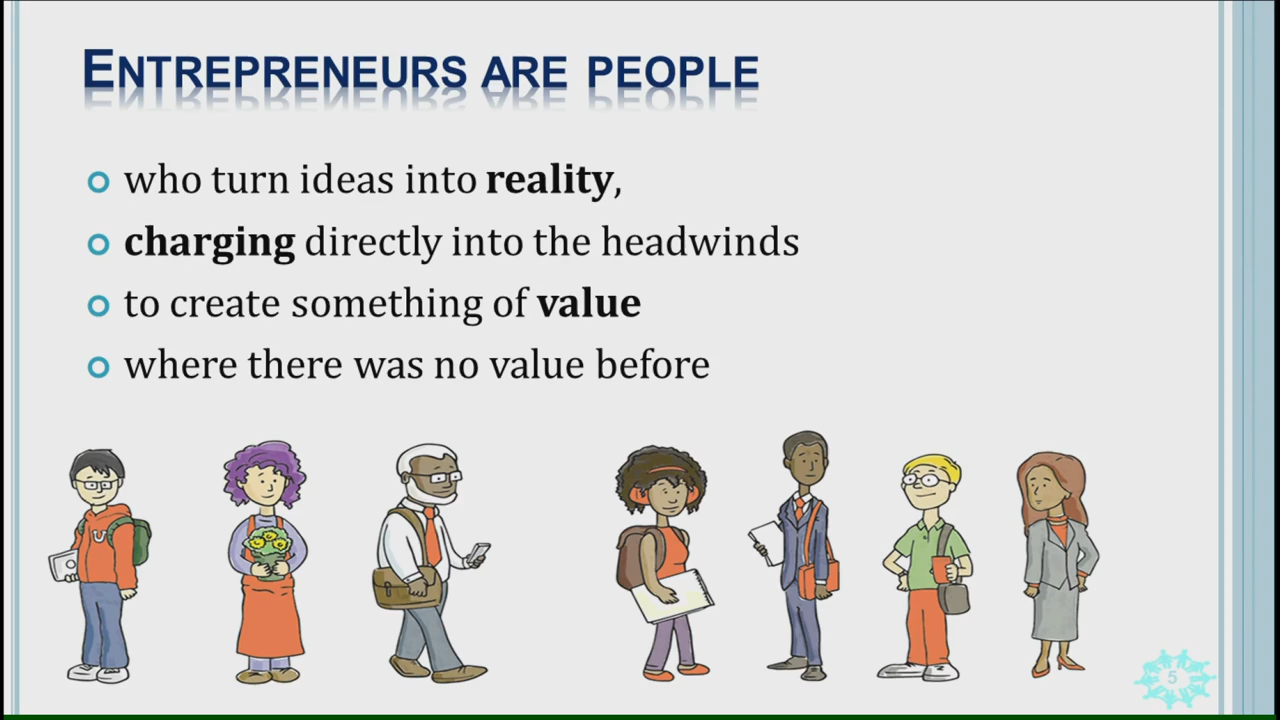 ENTREPRENEURS ARE PEOPLE
who turn ideas into reality,
charging directly into the headwinds
to create something of value
where there was no value before
U
5